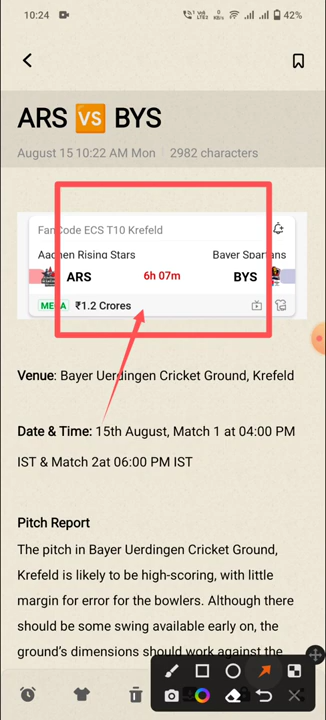 10:24 42%
ARS VS BYS
August 15 10:22 AM Mon 2982 characters
FanCode ECS T10 Krefeld
Aachen Rising Stars Bayer Spartans
ARS 6h 07m BYS
MEGA ₹1.2 Crores
Venue: Bayer Uerdingen Cricket Ground, Krefeld
Date & Time: 15th August, Match 1 at 04:00 PM
IST & Match 2at 06:00 PM IST
Pitch Report
The pitch in Bayer Uerdingen Cricket Ground,
Krefeld is likely to be high-scoring, with little
margin for error for the bowlers. Although there
should be some swing available early on, the
ground's dimensions should work against the